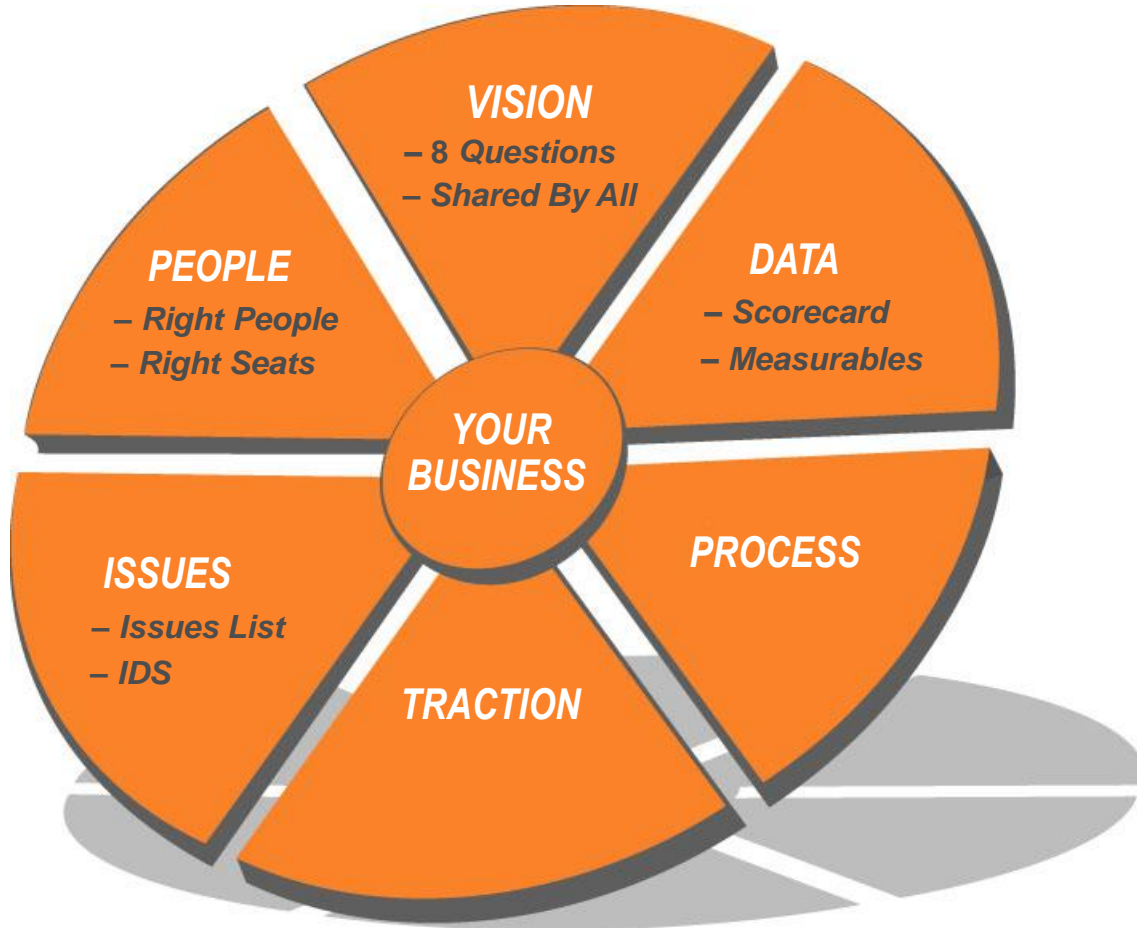 VISION
– 8 Questions
– Shared By All
PEOPLE
– Right People
– Right Seats
DATA
– Scorecard
– Measurables
YOUR
BUSINESS
ISSUES
– Issues List
– IDS
PROCESS
TRACTION